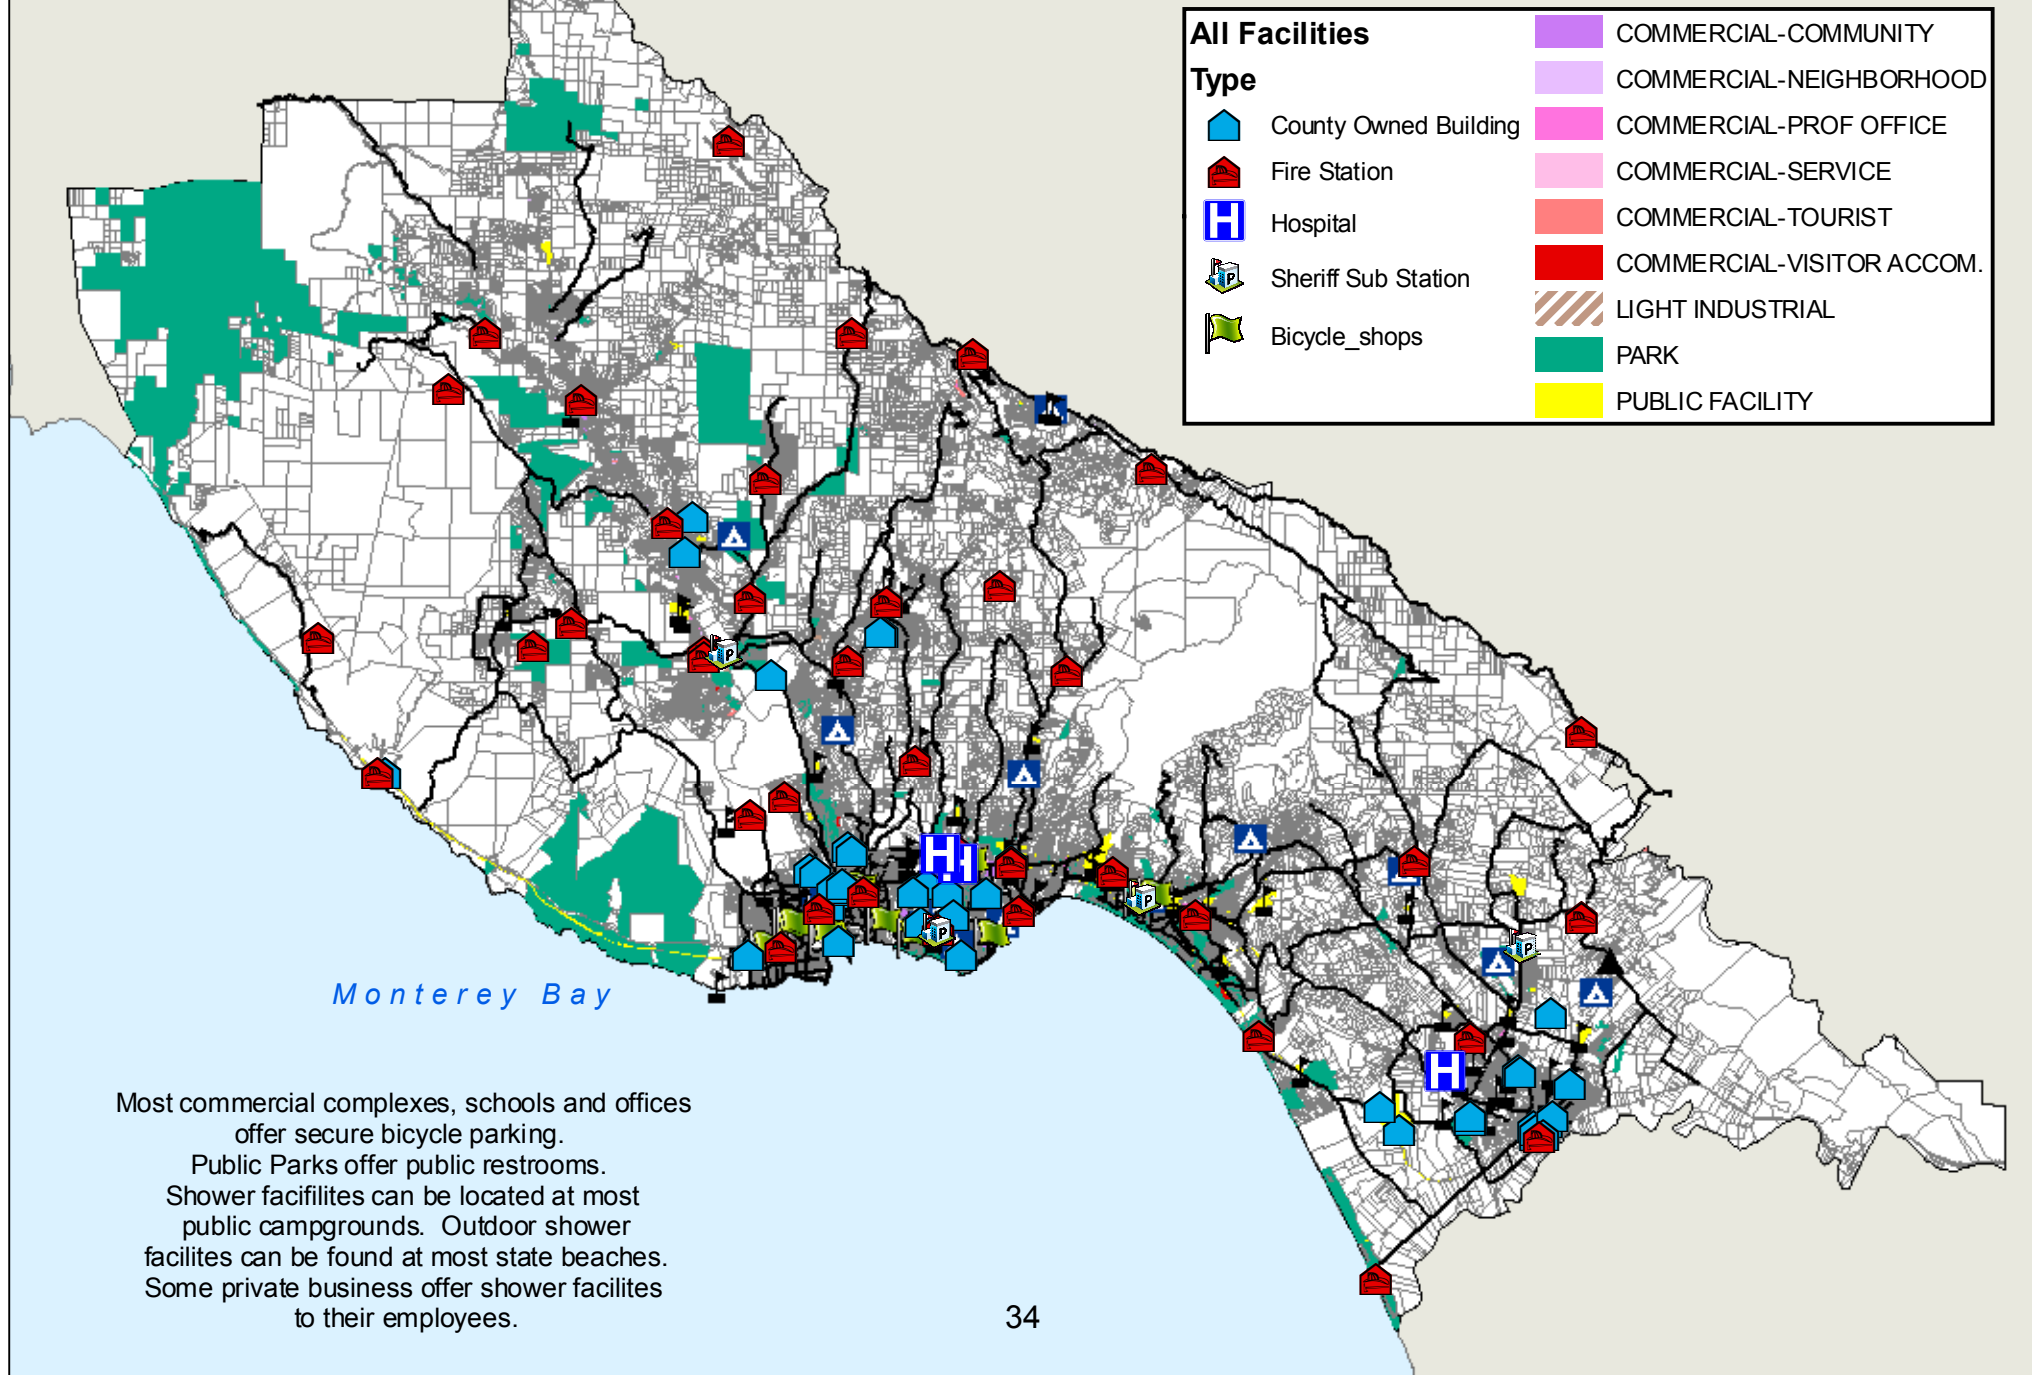 All Facilities
Type
County Owned Building
Fire Station
H
Hospital
P
Sheriff Sub Station
Bicycle_shops
COMMERCIAL-COMMUNITY
COMMERCIAL-NEIGHBORHOOD
COMMERCIAL-PROF OFFICE
COMMERCIAL-SERVICE
COMMERCIAL-TOURIST
COMMERCIAL-VISITOR ACCOM.
LIGHT INDUSTRIAL
PARK
PUBLIC FACILITY
P
H
H
P
P
P
H
Monterey Bay
Most commercial complexes, schools and offices
offer secure bicycle parking.
Public Parks offer public restrooms.
Shower facifilites can be located at most
public campgrounds. Outdoor shower
facilites can be found at most state beaches.
Some private business offer shower facilites
to their employees.
34